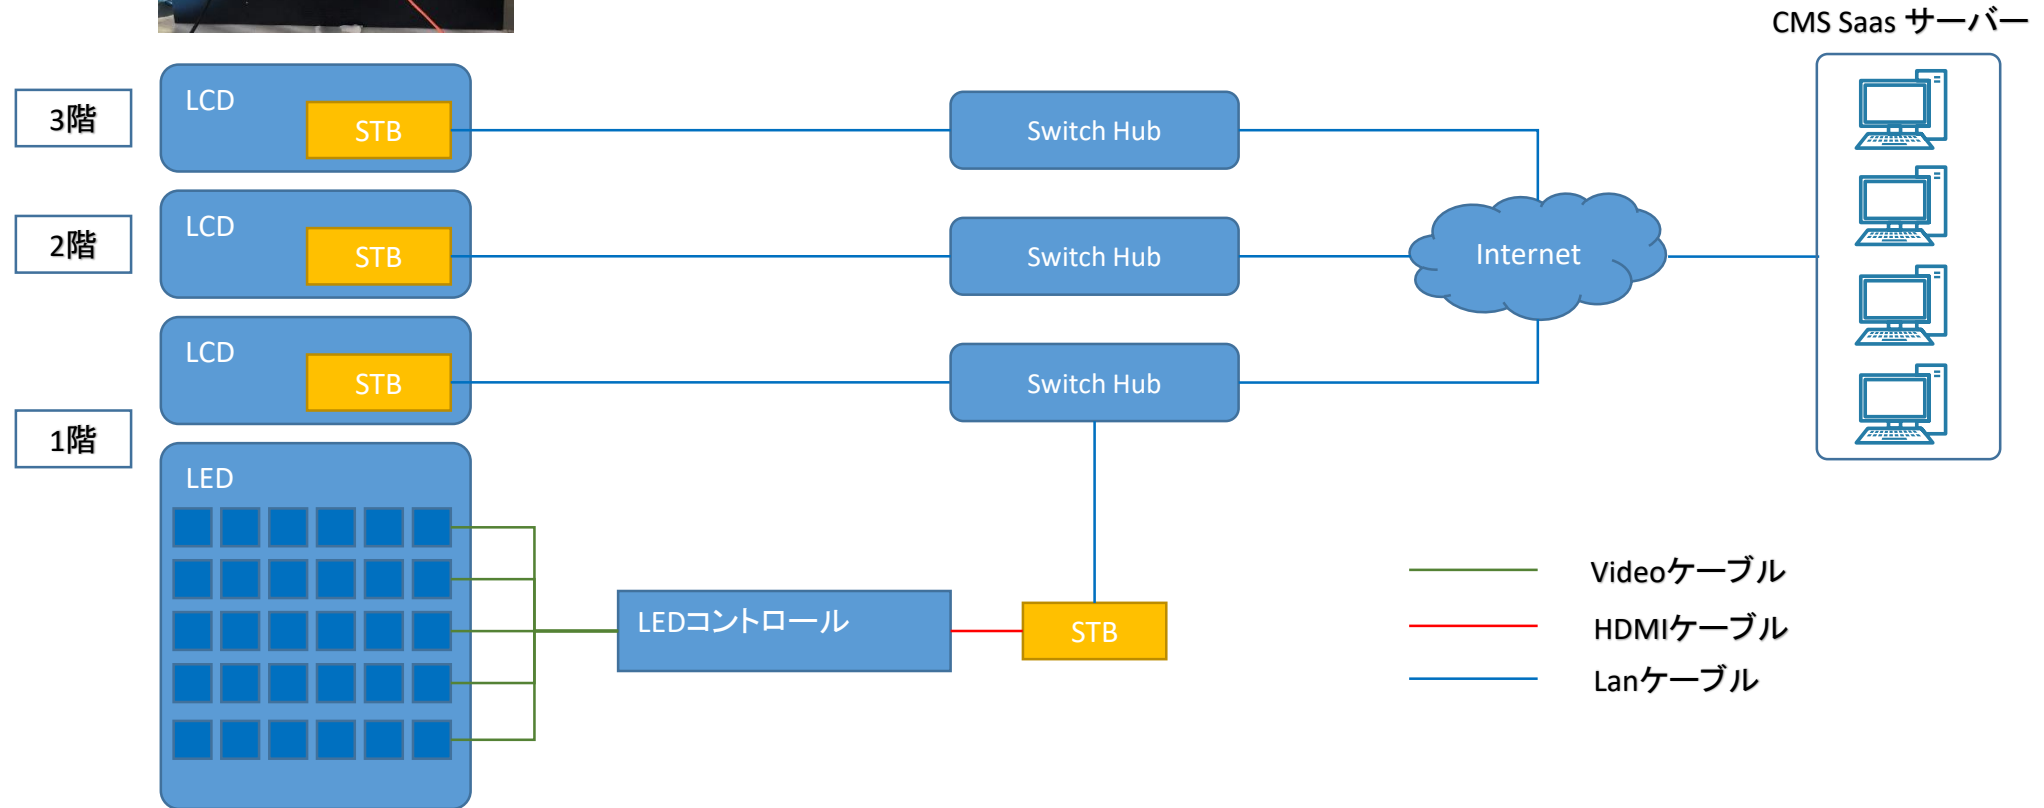 CMS Saas サーバー
3階
LCD
STB
Switch Hub
2階
LCD
STB
Switch Hub
Internet
LCD
STB
Switch Hub
1階
LED
LEDコントロール
STB
Videoケーブル
HDMIケーブル
Lanケーブル